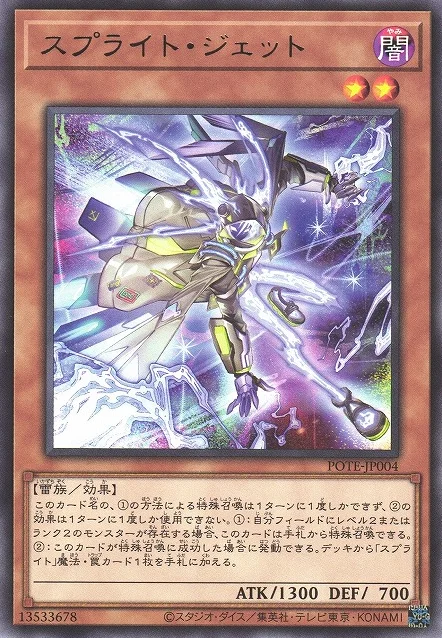 スプライト・ジェット
闇
POTE-JP004
【雷族／効果】
このカード名の、①の方法による特殊召喚は１ターンに１度しかできず、②の
効果は１ターンに１度しか使用できない。①：自分フィールドにレベル２または
ランク２のモンスターが存在する場合、このカードは手札から特殊召喚できる。
②：このカードが特殊召喚に成功した場合に発動できる。デッキから「スプラ
イト」魔法・罠カード１枚を手札に加える。
ATK/1300 DEF/ 700
13533678 ©スタジオ・ダイス／集英社・テレビ東京・KONAMI